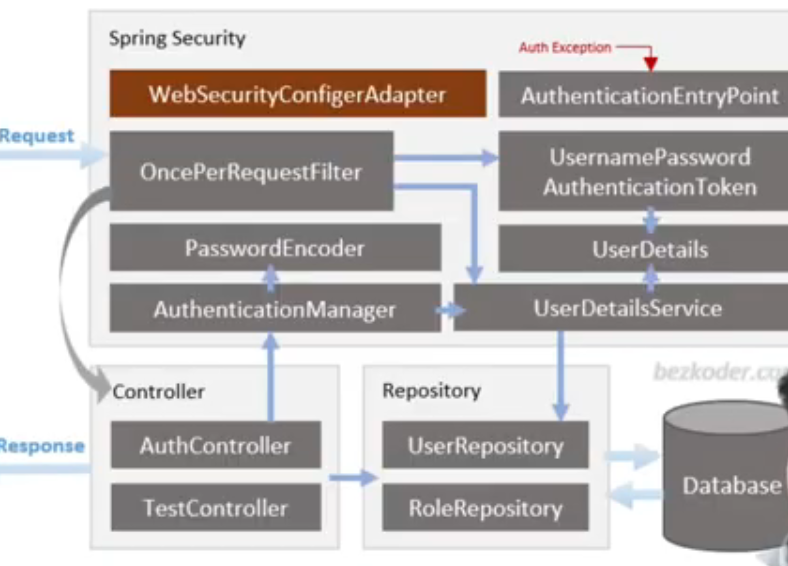 Spring Security
Auth Exception
WebSecurityConfigerAdapter
AuthenticationEntryPoint
Request
OncePerRequestFilter
UsernamePassword
AuthenticationToken
PasswordEncoder
UserDetails
AuthenticationManager
UserDetailsService
Controller
Repository
bezkoder.co
Response
AuthController
UserRepository
Database
TestController
RoleRepository